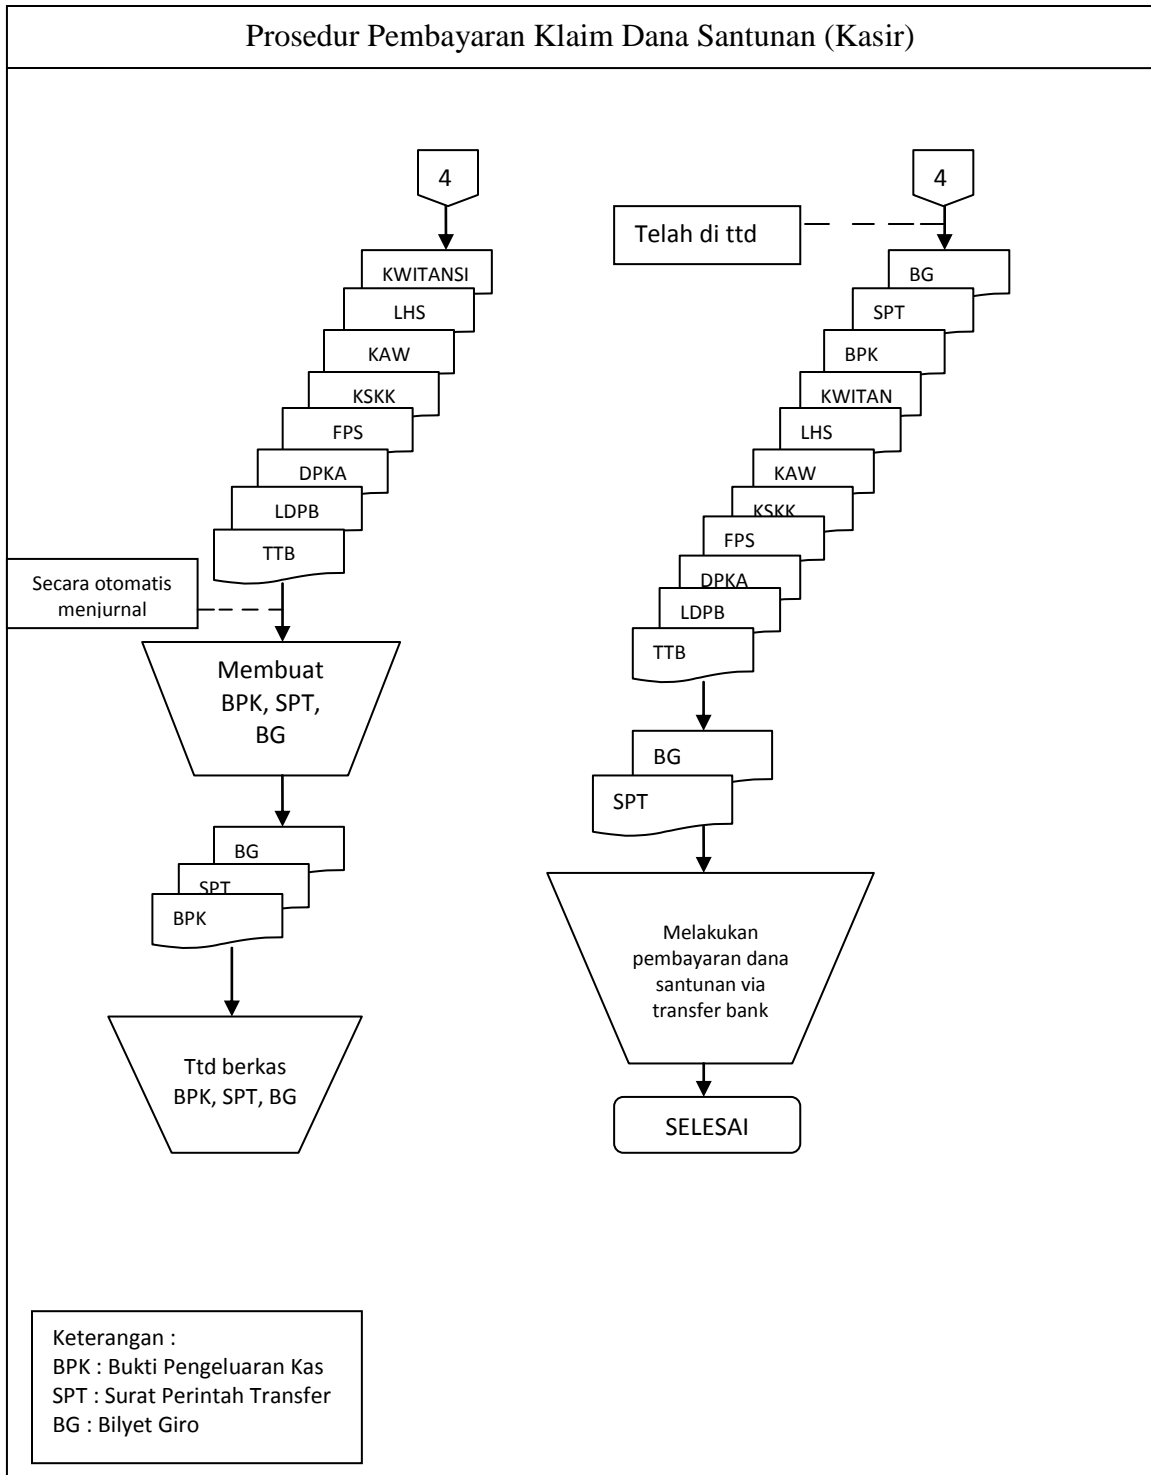 Prosedur Pembayaran Klaim Dana Santunan (Kasir)
4
KWITANSI
LHS
KAW
KSKK
FPS
DPKA
LDPB
TTB
Secara otomatis
menjurnal
Membuat
BPK, SPT,
BG
BG
SPT
BPK
Ttd berkas
BPK, SPT, BG
4
Telah di ttd
BG
SPT
BPK
KWITAN
LHS
KAW
KSKK
FPS
DPKA
LDPB
TTB
BG
SPT
Melakukan
pembayaran dana
santunan via
transfer bank
SELESAI
Keterangan :
BPK : Bukti Pengeluaran Kas
SPT : Surat Perintah Transfer
BG : Bilyet Giro